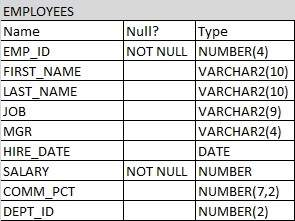 EMPLOYEES
Name Null? Type
EMP_ID NOT NULL NUMBER(4)
FIRST_NAME VARCHAR2(10)
LAST_NAME VARCHAR2(10)
JOB VARCHAR2(9)
MGR VARCHAR2(4)
HIRE_DATE DATE
SALARY NOT NULL NUMBER
COMM_PCT NUMBER(7,2)
DEPT_ID NUMBER(2)